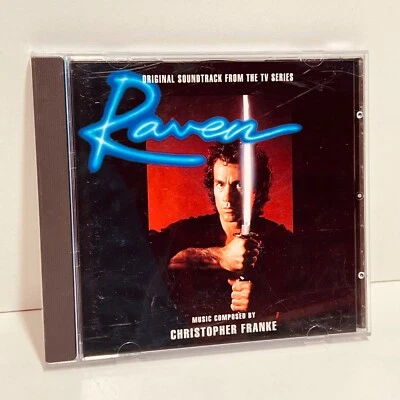 ORIGINAL SOUNDTRACK FROM THE TV SERIES
Raven
MUSIC COMPOSED BY
CHRISTOPHER FRANKE